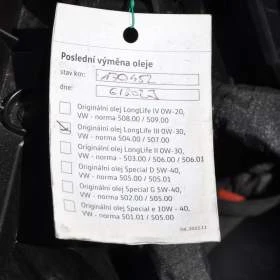 Poslední výměna oleje
stav km: 130452
dne:
Originální olej LongLife IV 0W-20,
VW - norma 508.00 / 509.00
Originální olej LongLife III 0W-30,
VW - norma 504.00 / 507.00
Originální olej LongLife II 0W-30,
VW - norma - 503.00 / 506.00 / 506.01
Originální olej Special D 5W-40,
VW - norma 505.00 / 505.01
Originální olej Special G 5W-40,
VW - norma 502.00 / 505.00
Originální olej Special e 10W - 40,
VW - norma 501.01 / 505.00